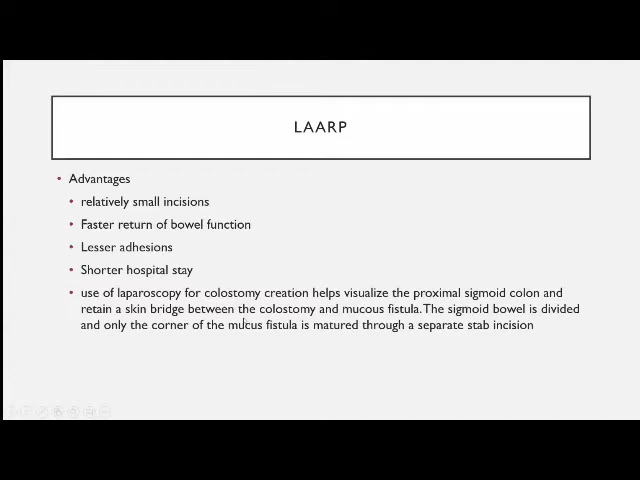 LAARP
• Advantages
• relatively small incisions
• Faster return of bowel function
• Lesser adhesions
• Shorter hospital stay
• use of laparoscopy for colostomy creation helps visualize the proximal sigmoid colon and
retain a skin bridge between the colostomy and mucous fistula. The sigmoid bowel is divided
and only the corner of the mucus fistula is matured through a separate stab incision